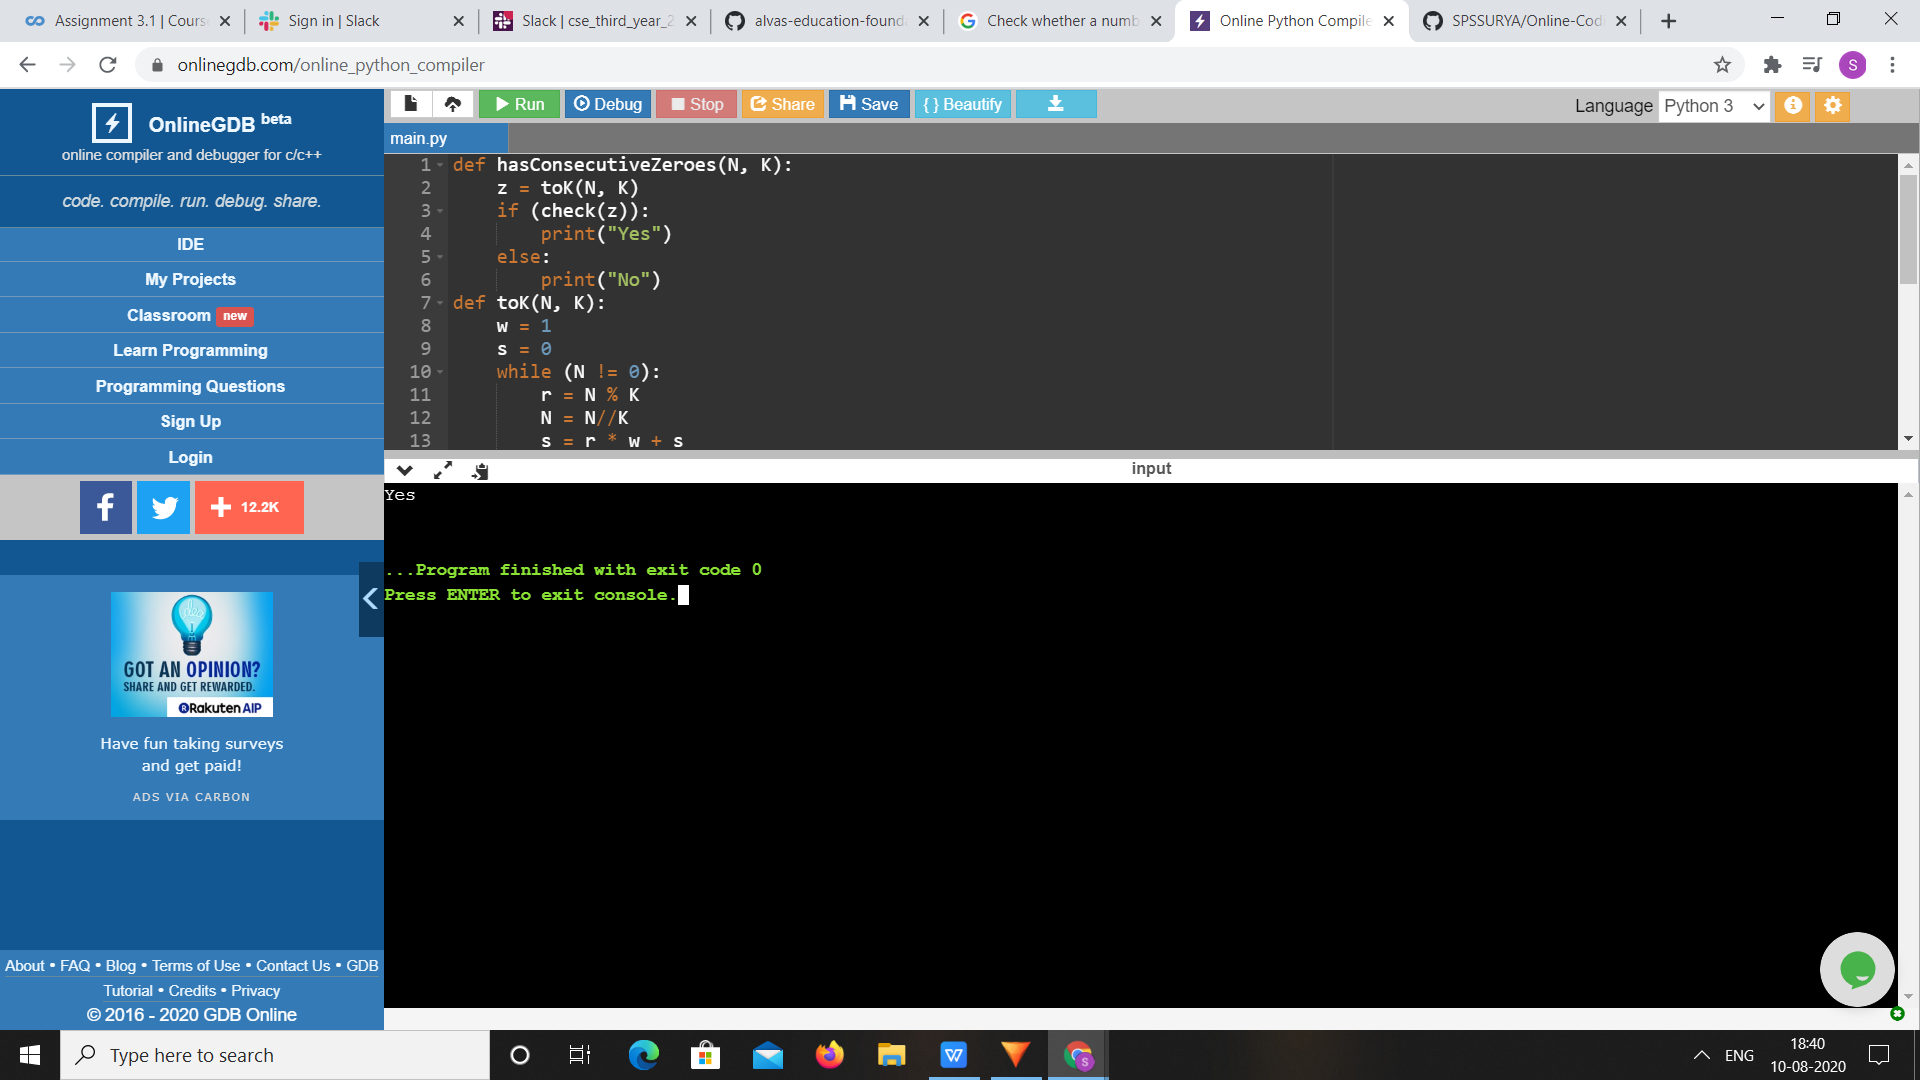 Assignment 3.1 | Cours
Sign in | Slack
Slack | cse_third_year_2
alvas-education-found
Check whether a numb
Online Python Compile
SPSSURYA/Online-Codi
onlinegdb.com/online_python_compiler
S
OnlineGDB beta
online compiler and debugger for c/c++
code. compile. run. debug. share.
IDE
My Projects
Classroom new
Learn Programming
Programming Questions
Sign Up
Login
f
12.2K
GOT AN OPINION?
SHARE AND GET REWARDED.
Rakuten AIP
Have fun taking surveys
and get paid!
ADS VIA CARBON
About • FAQ • Blog • Terms of Use • Contact Us • GDB
Tutorial • Credits • Privacy
© 2016 - 2020 GDB Online
Run
Debug
Stop
Share
Save
{ } Beautify
Language Python 3
main.py
1 def hasConsecutiveZeroes(N, K):
2 z = toK(N, K)
3 if (check(z)):
4 print("Yes")
5 else:
6 print("No")
7 def toK(N, K):
8 w = 1
9 s = 0
10 while (N != 0):
11 r = N % K
12 N = N//K
13 s = r * w + s
input
Yes
...Program finished with exit code 0
Press ENTER to exit console.
Type here to search
ENG
18:40
10-08-2020